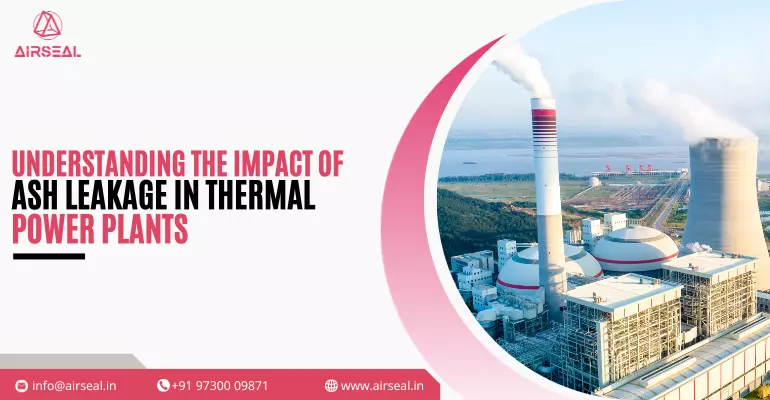 AIRSEAL
UNDERSTANDING THE IMPACT OF
ASH LEAKAGE IN THERMAL
POWER PLANTS
info@airseal.in
+91 97300 09871
www.airseal.in